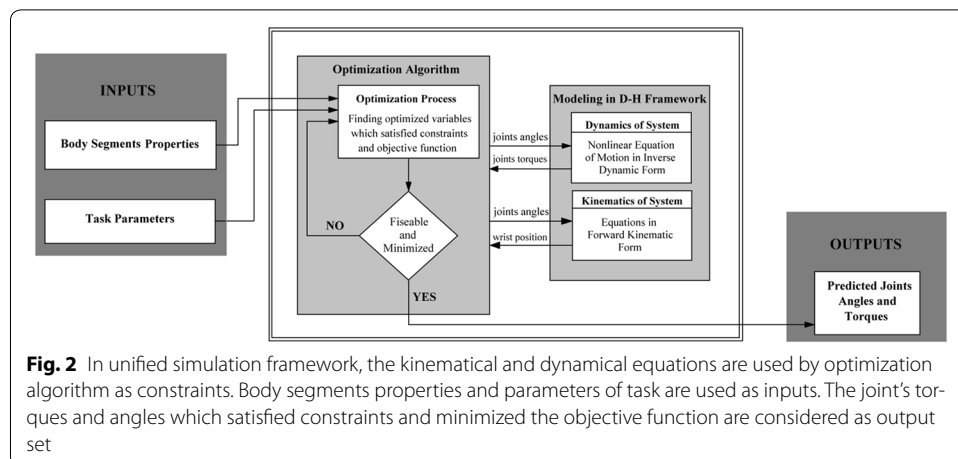 INPUTS
Body Segments Properties
Task Parameters
Optimization Algorithm
Optimization Process
Finding optimized variables
which satisfied constraints
and objective function
NO
Fiseable
and
Minimized
YES
joints angles
joints torques
joints angles
wrist position
Modeling in D-H Framework
Dynamics of System
Nonlinear Equation
of Motion in Inverse
Dynamic Form
Kinematics of System
Equations in
Forward Kinematic
Form
OUTPUTS
Predicted Joints
Angles and
Torques
Fig. 2 In unified simulation framework, the kinematical and dynamical equations are used by optimization
algorithm as constraints. Body segments properties and parameters of task are used as inputs. The joint's tor-
ques and angles which satisfied constraints and minimized the objective function are considered as output
set